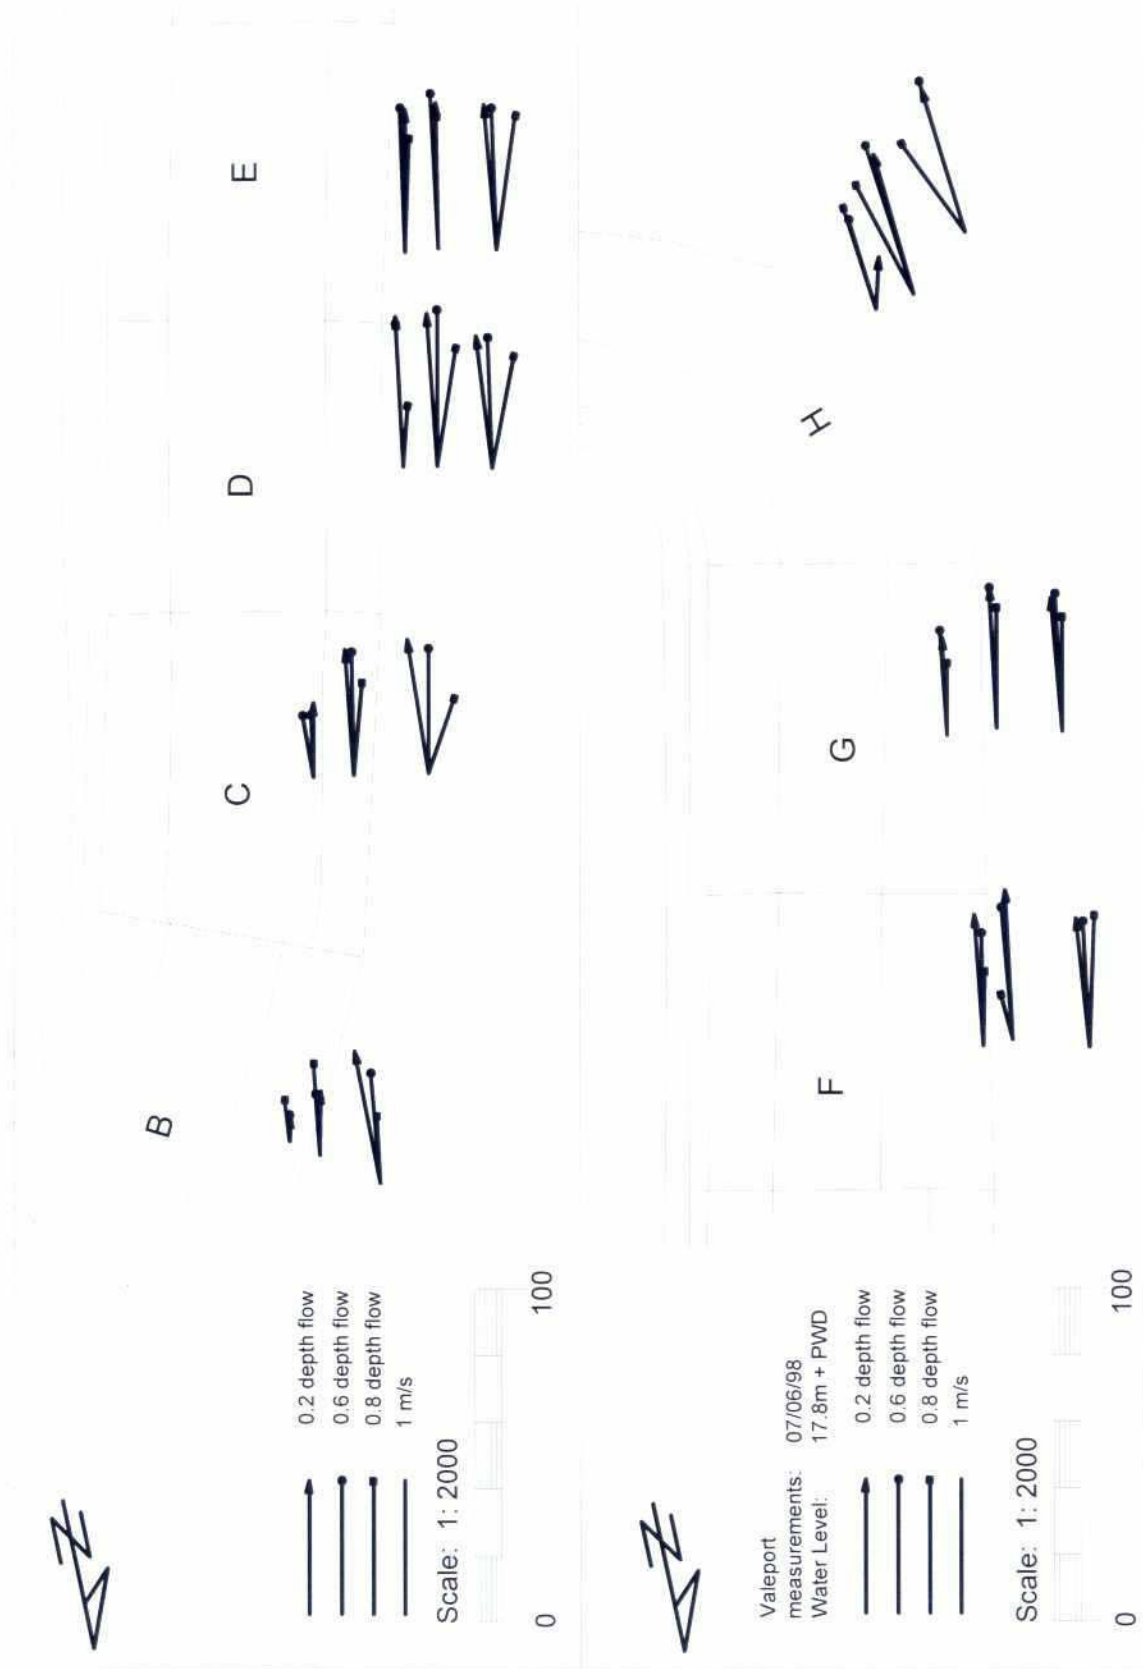 B
C
D
E
0.2 depth flow
0.6 depth flow
0.8 depth flow
1 m/s
Scale: 1: 2000
0
100
F
G
H
Valeport
measurements: 07/06/98
Water Level: 17.8m + PWD
0.2 depth flow
0.6 depth flow
0.8 depth flow
1 m/s
Scale: 1: 2000
0
100